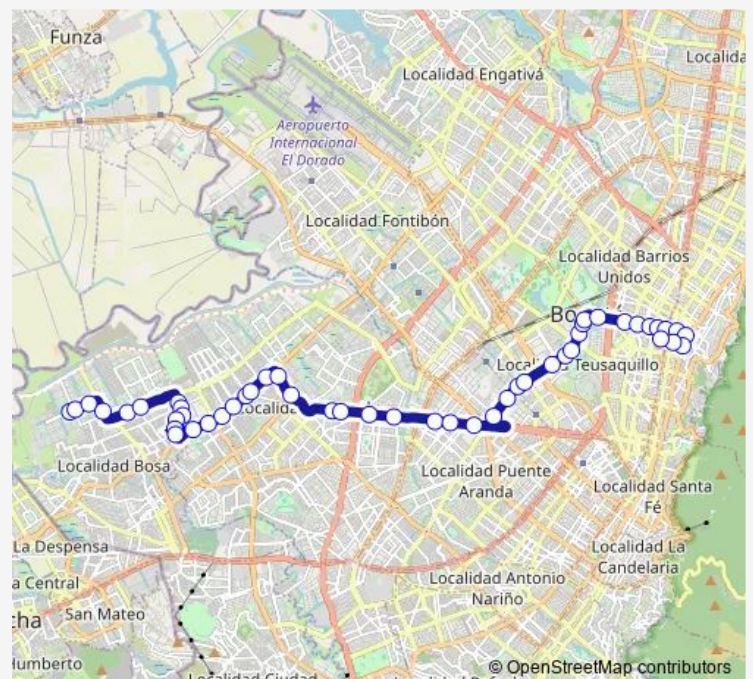 Funza
Localida
Localidad Engativá
Aeropuerto
Internacional
El Dorado
Localidad Fontibón
Localidad Barrios
Unidos
Bo
Teusaquillo
Localida
Localidad Bosa
Localidad Puente
Aranda
Localidad Santa
Fé
La Despensa
Localidad La
Candelaria
a Central
Localidad Antonio
Nariño
cha
San Mateo
Humberto
Localidad Ciudad
© OpenStreetMap contributors